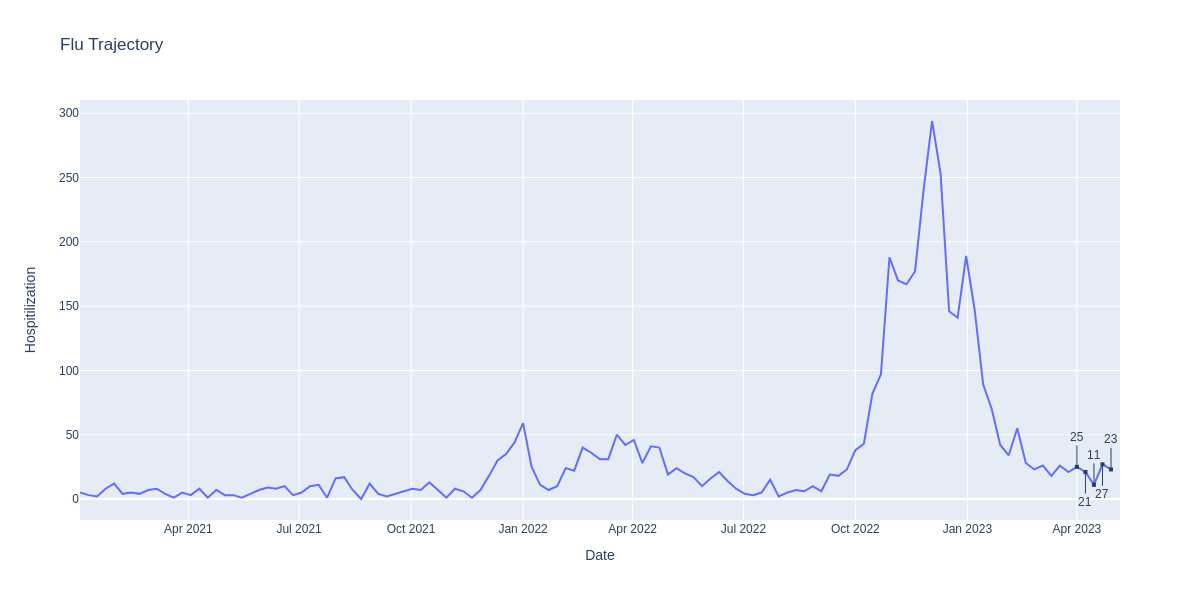 Flu Trajectory
Hospitilization
300
250
200
150
100
50
0
25
21
11
27
23
Apr 2021
Jul 2021
Oct 2021
Jan 2022
Apr 2022
Jul 2022
Oct 2022
Jan 2023
Apr 2023
Date